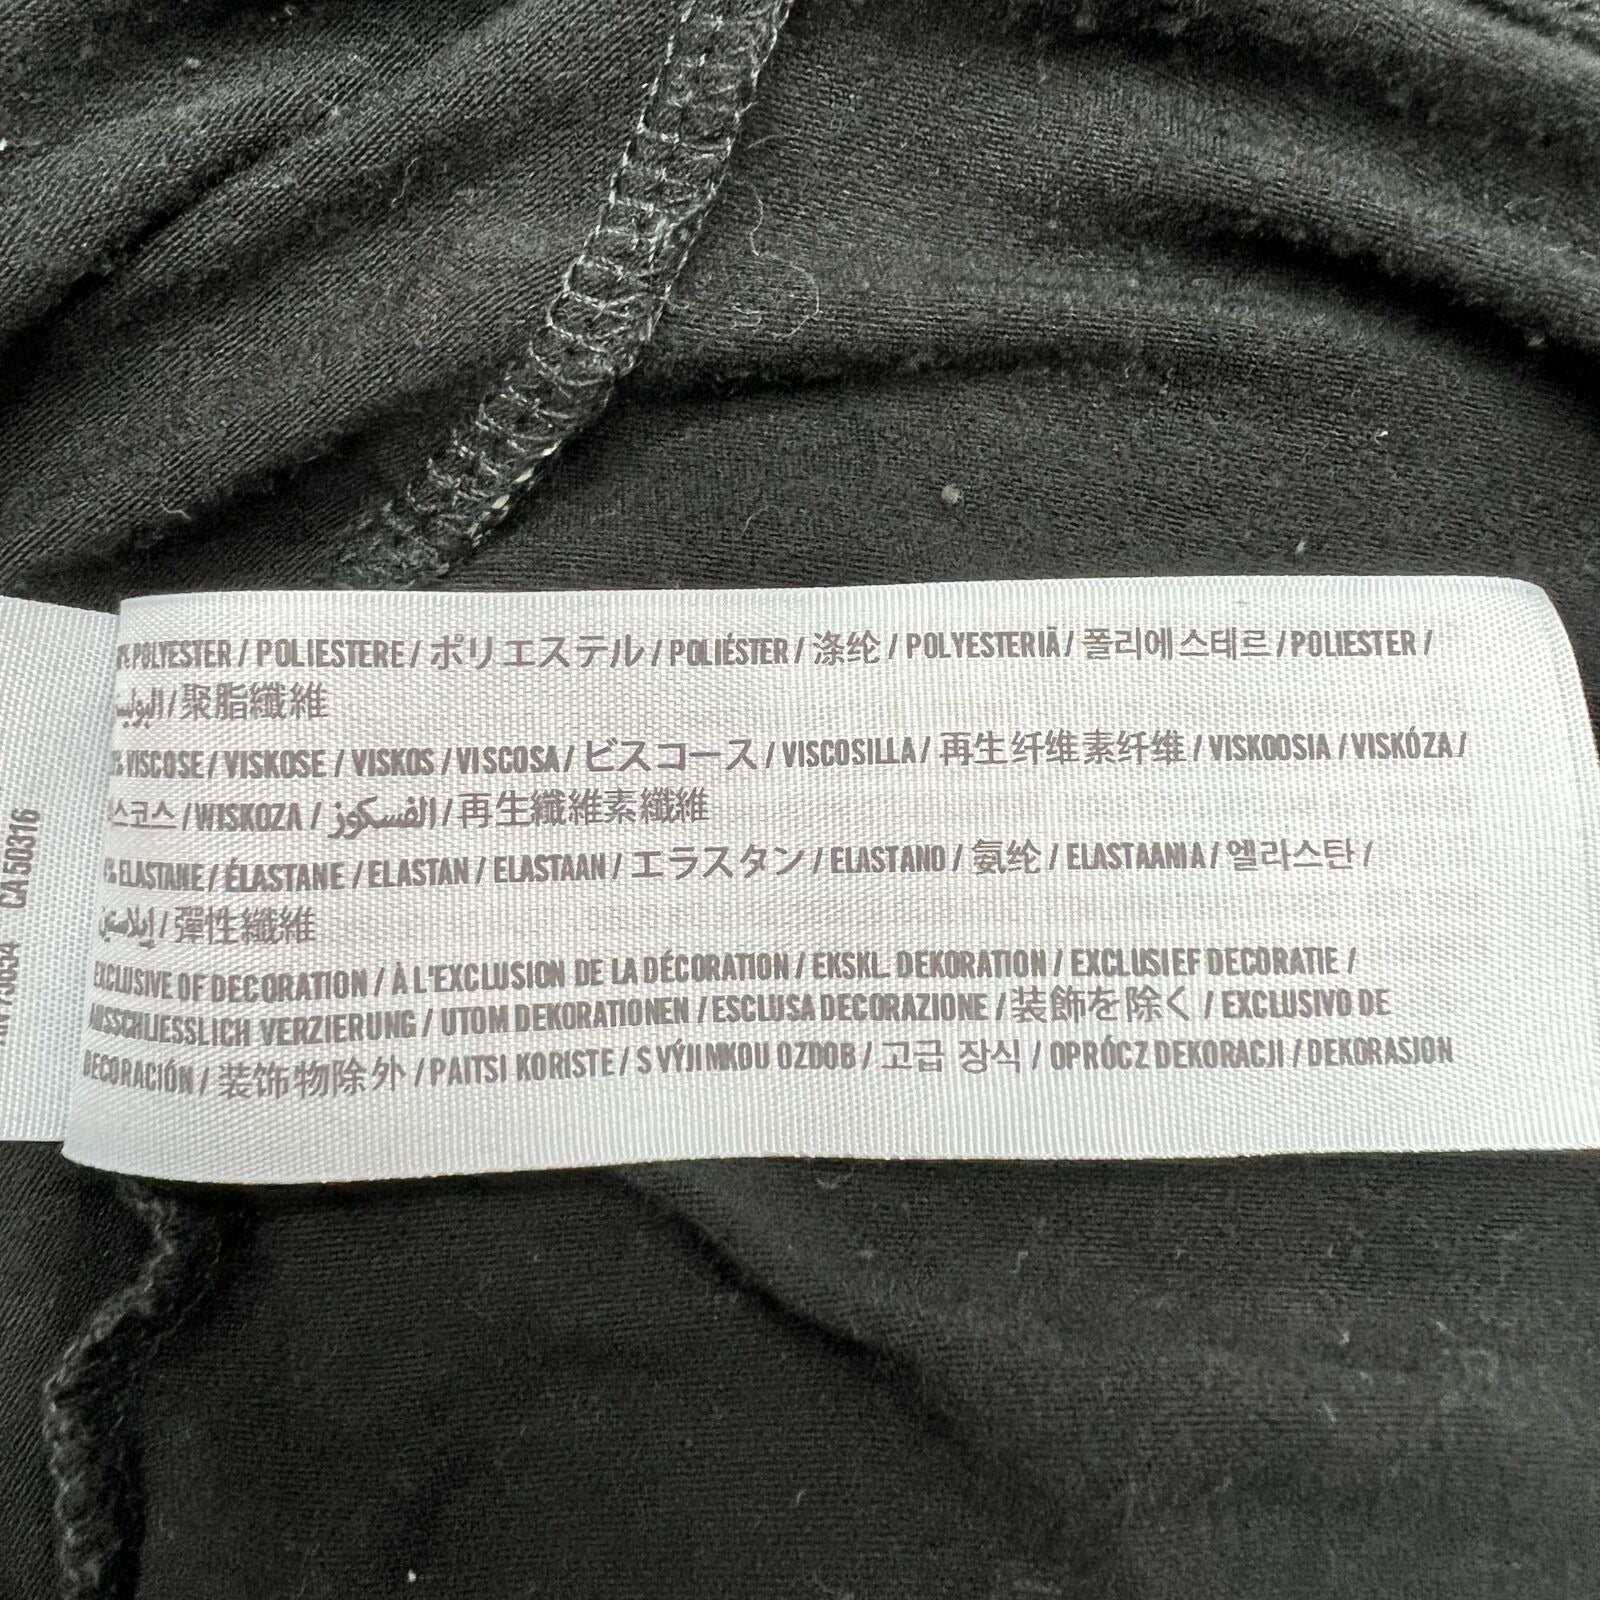 % POLYESTER / POLIESTERE / ポリエステル / POLIÉSTER / 涤纶 / POLYESTERIÃ / 폴리에스테르 / POLIESTER /
/ 聚脂纖維
% VISCOSE / VISKOSE / VISKOS / VISCOSA / ビスコース / VISCOSILLA / 再生纤维素纤维 / VISKOOSIA / VISKÓZA /
스코스 / WISKOZA / الفسكوز / 再生纖維素纖維
% ELASTANE / ÉLASTANE / ELASTAN / ELASTAAN / エラスタン / ELASTANO / 氨纶 / ELASTAANIA / 엘라스탄 /
/ 彈性纖維
EXCLUSIVE OF DECORATION / À L'EXCLUSION DE LA DÉCORATION / EKSKL. DEKORATION / EXCLUSIEF DECORATIE /
AUSSCHLIESSLICH VERZIERUNG / UTOM DEKORATIONEN / ESCLUSA DECORAZIONE / 装飾を除く / EXCLUSIVO DE
DECORACIÓN / 装饰物除外 / PAITSI KORISTE / S VÝJIMKOU OZDOB / 고급 장식 / OPRÓCZ DEKORACJI / DEKORASJON
CA 50316